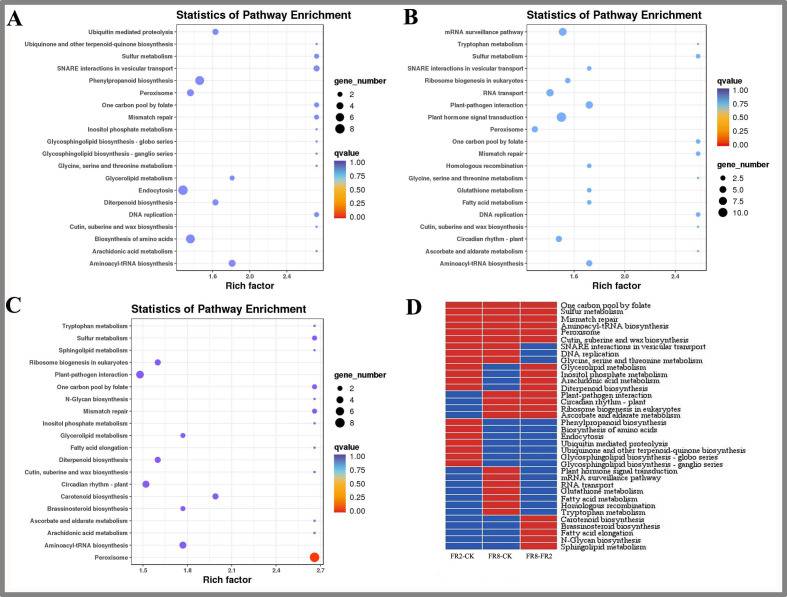 A
Statistics of Pathway Enrichment
Ubiquitin mediated proteolysis
Ubiquinone and other terpenoid-quinone biosynthesis
Sulfur metabolism
SNARE interactions in vesicular transport
Phenylpropanoid biosynthesis
Peroxisome
One carbon pool by folate
Mismatch repair
Inositol phosphate metabolism
Glycosphingolipid biosynthesis - globo series
Glycosphingolipid biosynthesis - ganglio series
Glycine, serine and threonine metabolism
Glycerolipid metabolism
Endocytosis
Diterpenoid biosynthesis
DNA replication
Cutin, suberine and wax biosynthesis
Biosynthesis of amino acids
Arachidonic acid metabolism
Aminoacyl-tRNA biosynthesis
1.6
2.0
2.4
Rich factor
gene_number
2
4
6
8
qvalue
1.00
0.75
0.50
0.25
0.00
B
Statistics of Pathway Enrichment
mRNA surveillance pathway
Tryptophan metabolism
Sulfur metabolism
SNARE interactions in vesicular transport
Ribosome biogenesis in eukaryotes
RNA transport
Plant-pathogen interaction
Plant hormone signal transduction
Peroxisome
One carbon pool by folate
Mismatch repair
Homologous recombination
Glycine, serine and threonine metabolism
Glutathione metabolism
Fatty acid metabolism
DNA replication
Cutin, suberine and wax biosynthesis
Circadian rhythm - plant
Ascorbate and aldarate metabolism
Aminoacyl-tRNA biosynthesis
1.6
2.0
2.4
Rich factor
qvalue
1.00
0.75
0.50
0.25
0.00
gene_number
2.5
5.0
7.5
10.0
C
Statistics of Pathway Enrichment
Tryptophan metabolism
Sulfur metabolism
Sphingolipid metabolism
Ribosome biogenesis in eukaryotes
Plant-pathogen interaction
One carbon pool by folate
N-Glycan biosynthesis
Mismatch repair
Inositol phosphate metabolism
Glycerolipid metabolism
Fatty acid elongation
Diterpenoid biosynthesis
Cutin, suberine and wax biosynthesis
Circadian rhythm - plant
Carotenoid biosynthesis
Brassinosteroid biosynthesis
Ascorbate and aldarate metabolism
Arachidonic acid metabolism
Aminoacyl-tRNA biosynthesis
Peroxisome
1.5
1.8
2.1
2.4
2.7
Rich factor
gene_number
2
4
6
8
qvalue
1.00
0.75
0.50
0.25
0.00
D
One carbon pool by folate
Sulfur metabolism
Mismatch repair
Aminoacyl-tRNA biosynthesis
Peroxisome
Cutin, suberine and wax biosynthesis
SNARE interactions in vesicular transport
DNA replication
Glycine, serine and threonine metabolism
Glycerolipid metabolism
Inositol phosphate metabolism
Arachidonic acid metabolism
Diterpenoid biosynthesis
Plant-pathogen interaction
Circadian rhythm - plant
Ribosome biogenesis in eukaryotes
Ascorbate and aldarate metabolism
Phenylpropanoid biosynthesis
Biosynthesis of amino acids
Endocytosis
Ubiquitin mediated proteolysis
Ubiquinone and other terpenoid-quinone biosynthesis
Glycosphingolipid biosynthesis - globo series
Glycosphingolipid biosynthesis - ganglio series
Plant hormone signal transduction
mRNA surveillance pathway
RNA transport
Glutathione metabolism
Fatty acid metabolism
Homologous recombination
Tryptophan metabolism
Carotenoid biosynthesis
Brassinosteroid biosynthesis
Fatty acid elongation
N-Glycan biosynthesis
Sphingolipid metabolism
FR2-CK FR8-CK FR8-FR2